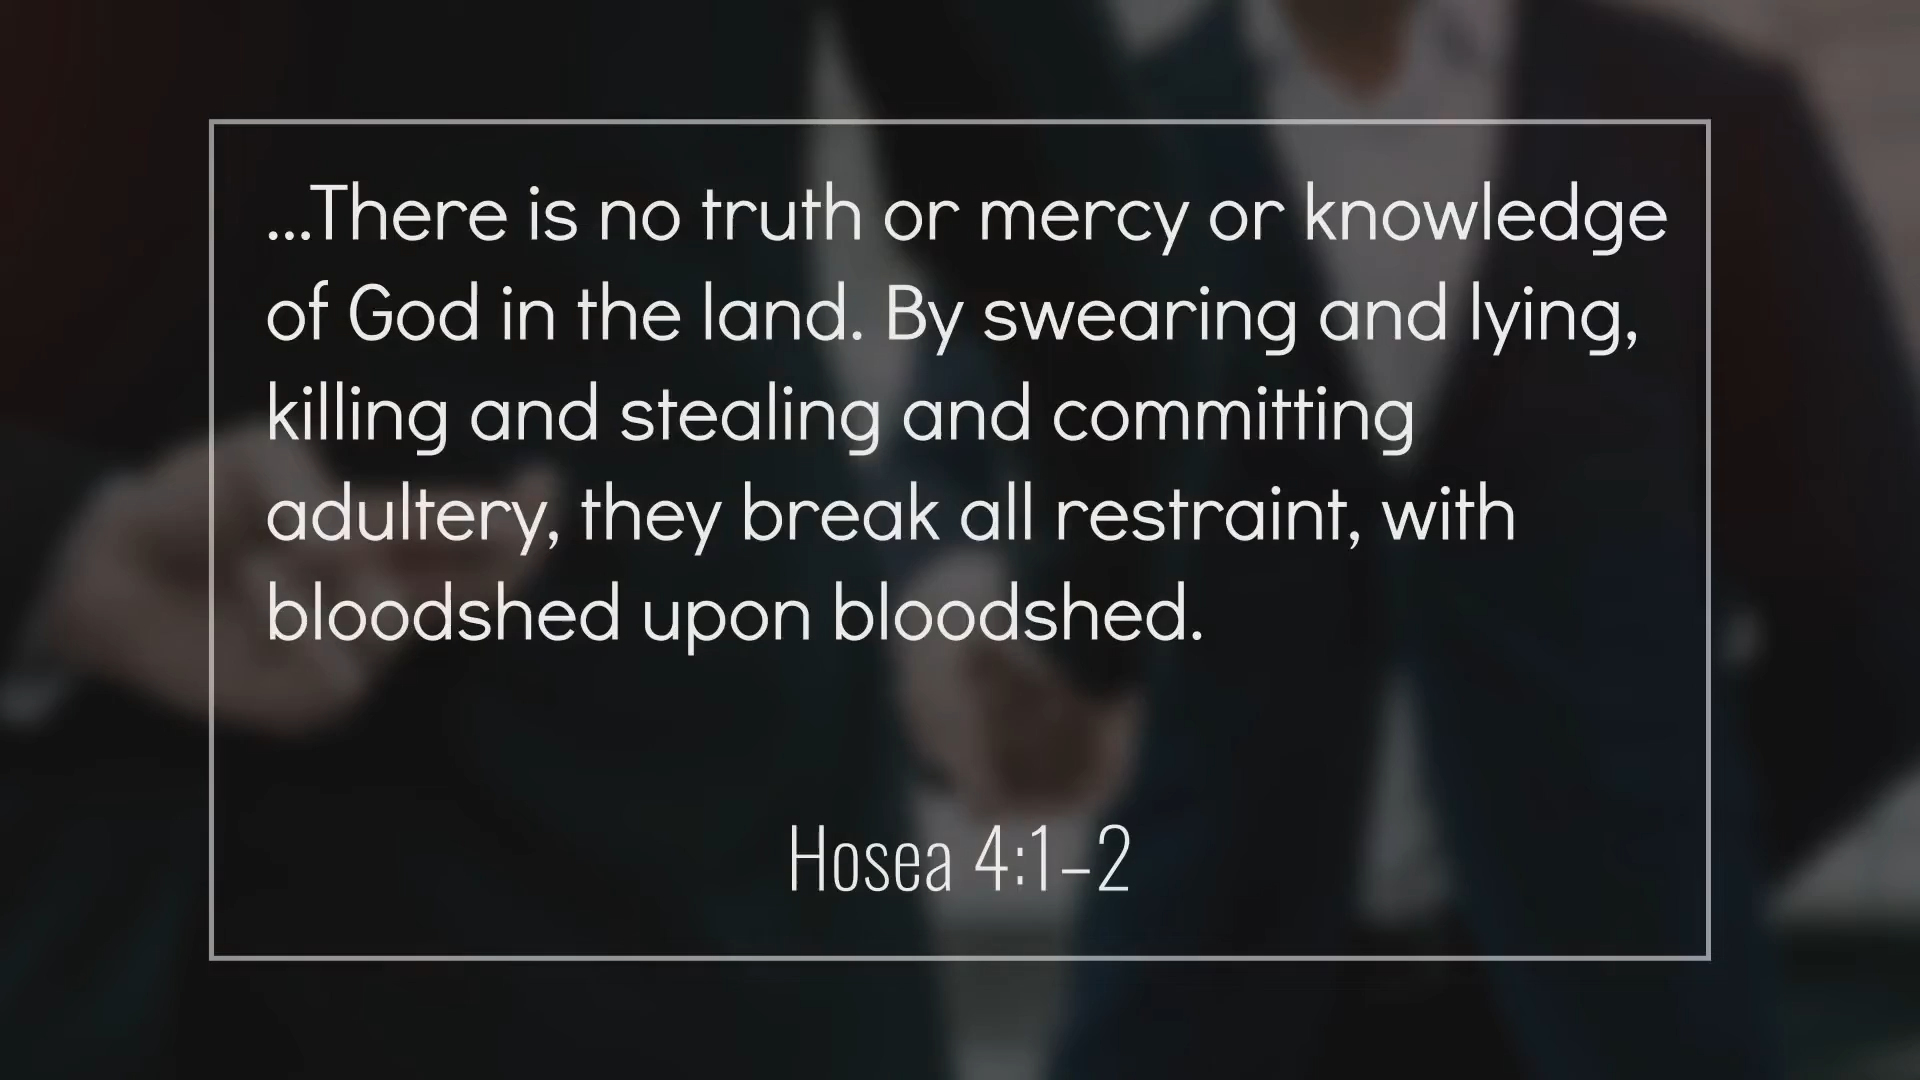 ...There is no truth or mercy or knowledge
of God in the land. By swearing and lying,
killing and stealing and committing
adultery, they break all restraint, with
bloodshed upon bloodshed.
Hosea 4:1–2